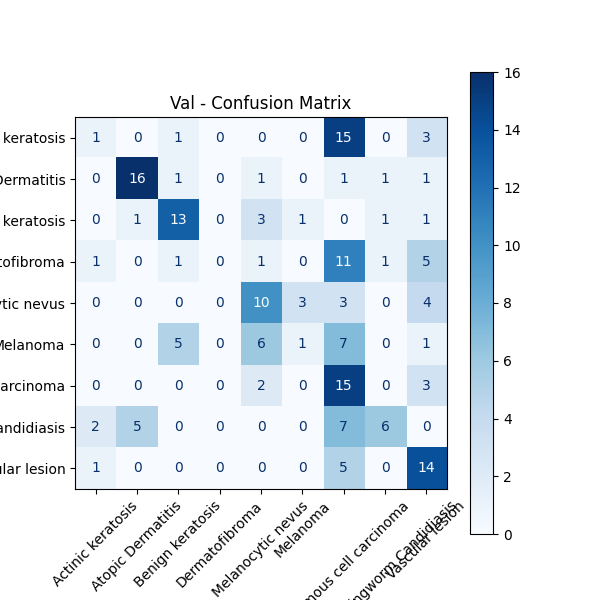 Val - Confusion Matrix
keratosis 1 0 1 0 0 0 15 0 3
Dermatitis 0 16 1 0 1 0 1 1 1
keratosis 0 1 13 0 3 1 0 1 1
tofibroma 1 0 1 0 1 0 11 1 5
tic nevus 0 0 0 0 10 3 3 0 4
Melanoma 0 0 5 0 6 1 7 0 1
arcinoma 0 0 0 0 2 0 15 0 3
andidiasis 2 5 0 0 0 0 7 6 0
ular lesion 1 0 0 0 0 0 5 0 14
Actinic keratosis
Atopic Dermatitis
Benign keratosis
Dermatofibroma
Melanocytic nevus
Melanoma
mous cell carcinoma
ingworm Candidiasis
Vascular lesion
16
14
12
10
8
6
4
2
0